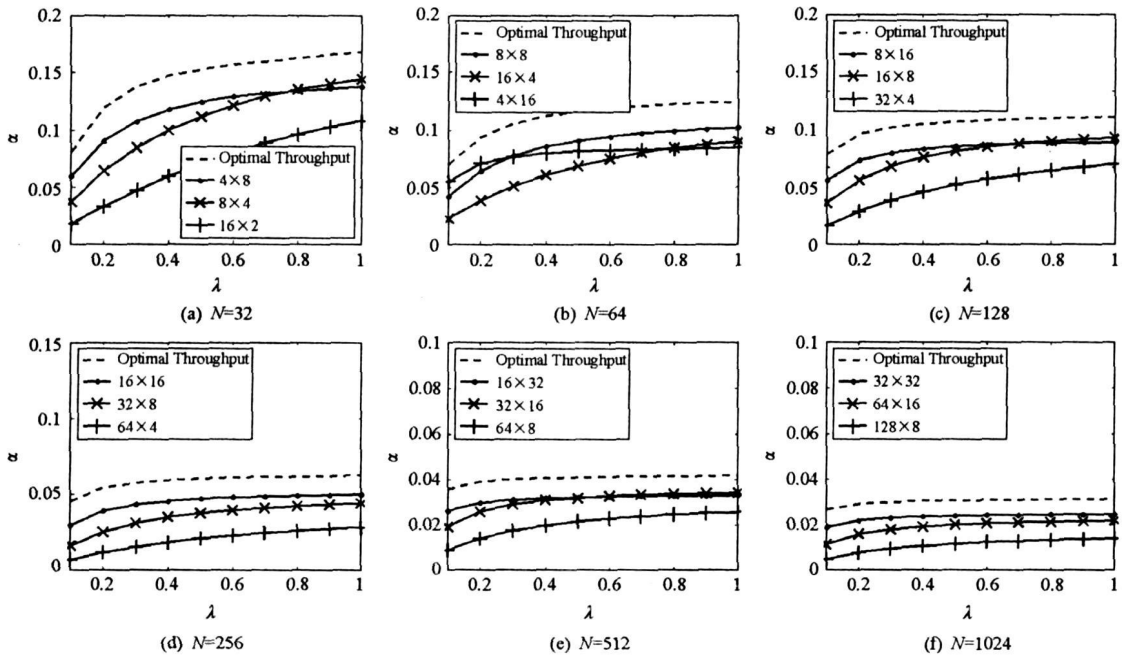 0.2
0.15
0.1
0.05
0
α
Optimal Throughput
4×8
8×4
16×2
0.2 0.4 0.6 0.8 1
λ
(a) N=32
0.2
0.15
0.1
0.05
0
α
Optimal Throughput
8×8
16×4
4×16
0.2 0.4 0.6 0.8 1
λ
(b) N=64
0.2
0.15
0.1
0.05
0
α
Optimal Throughput
8×16
16×8
32×4
0.2 0.4 0.6 0.8 1
λ
(c) N=128
0.15
0.1
0.05
0
α
Optimal Throughput
16×16
32×8
64×4
0.2 0.4 0.6 0.8 1
λ
(d) N=256
0.1
0.08
0.06
0.04
0.02
0
α
Optimal Throughput
16×32
32×16
64×8
0.2 0.4 0.6 0.8 1
λ
(e) N=512
0.1
0.08
0.06
0.04
0.02
0
α
Optimal Throughput
32×32
64×16
128×8
0.2 0.4 0.6 0.8 1
λ
(f) N=1024